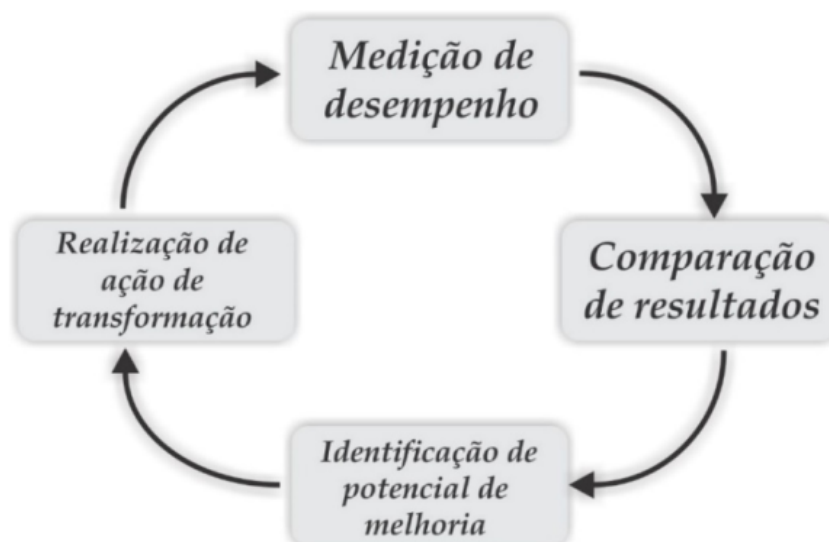 Medição de
desempenho
Comparação
de resultados
Identificação de
potencial de
melhoria
Realização de
ação de
transformação